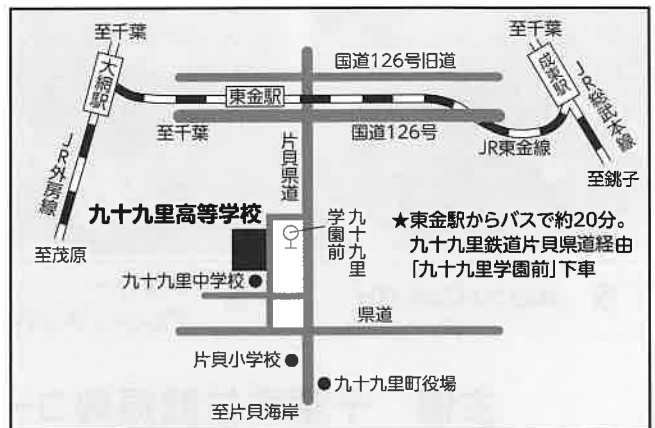 至千葉
至千葉
大網駅
国道126号旧道
成東駅
JR総武本線
東金駅
至千葉
国道126号
JR東金線
至銚子
JR外房線
片貝県道
九十九里高等学校
九十九里
学園前
至茂原
★東金駅からバスで約20分。
九十九里鉄道片貝県道経由
「九十九里学園前」下車
九十九里中学校
県道
片貝小学校
九十九里町役場
至片貝海岸